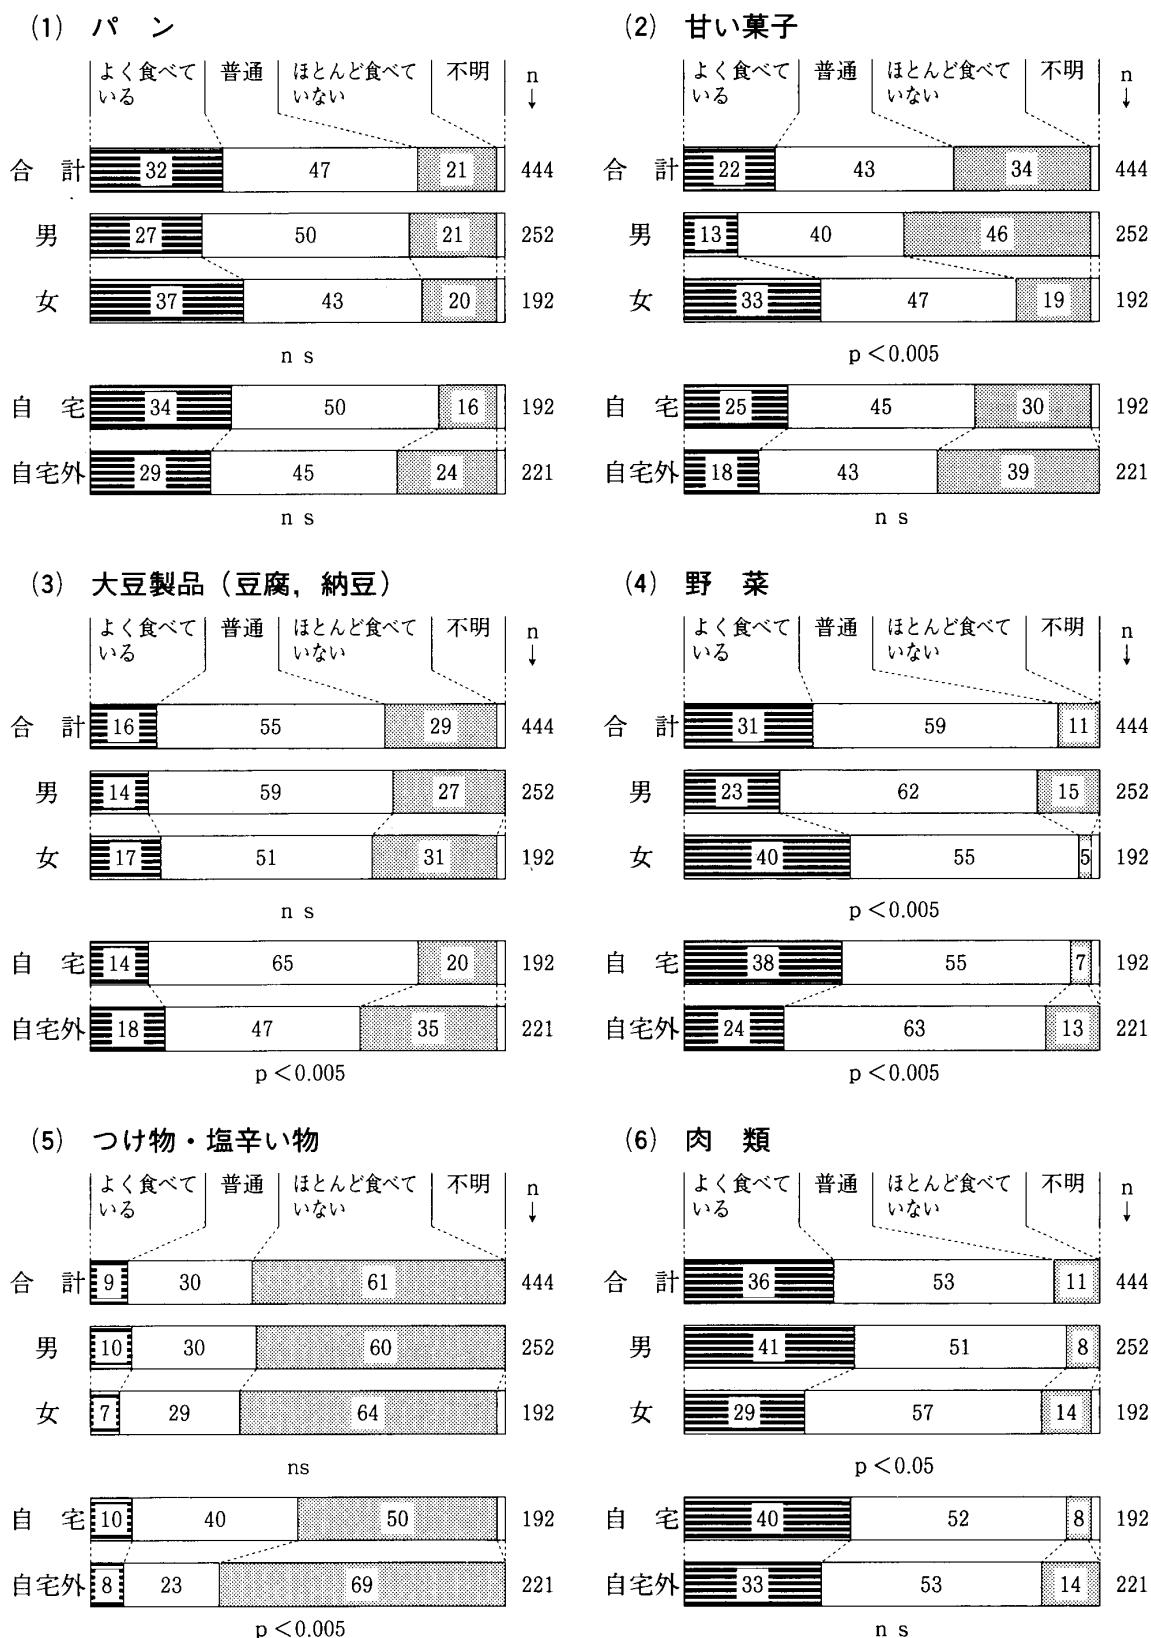 (1) パ ン
よく食べて 普通 ほとんど食べて 不明 n
いる いない ↓
合 計 32 47 21 444
男 27 50 21 252
女 37 43 20 192
n s
自 宅 34 50 16 192
自宅外 29 45 24 221
n s
(2) 甘い菓子
よく食べて 普通 ほとんど食べて 不明 n
いる いない ↓
合 計 22 43 34 444
男 13 40 46 252
女 33 47 19 192
p<0.005
自 宅 25 45 30 192
自宅外 18 43 39 221
n s
(3) 大豆製品(豆腐,納豆)
よく食べて 普通 ほとんど食べて 不明 n
いる いない ↓
合 計 16 55 29 444
男 14 59 27 252
女 17 51 31 192
n s
自 宅 14 65 20 192
自宅外 18 47 35 221
p<0.005
(4) 野 菜
よく食べて 普通 ほとんど食べて 不明 n
いる いない ↓
合 計 31 59 11 444
男 23 62 15 252
女 40 55 5 192
p<0.005
自 宅 38 55 7 192
自宅外 24 63 13 221
p<0.005
(5) つけ物・塩辛い物
よく食べて 普通 ほとんど食べて 不明 n
いる いない ↓
合 計 9 30 61 444
男 10 30 60 252
女 7 29 64 192
ns
自 宅 10 40 50 192
自宅外 8 23 69 221
p<0.005
(6) 肉 類
よく食べて 普通 ほとんど食べて 不明 n
いる いない ↓
合 計 36 53 11 444
男 41 51 8 252
女 29 57 14 192
p<0.05
自 宅 40 52 8 192
自宅外 33 53 14 221
n s